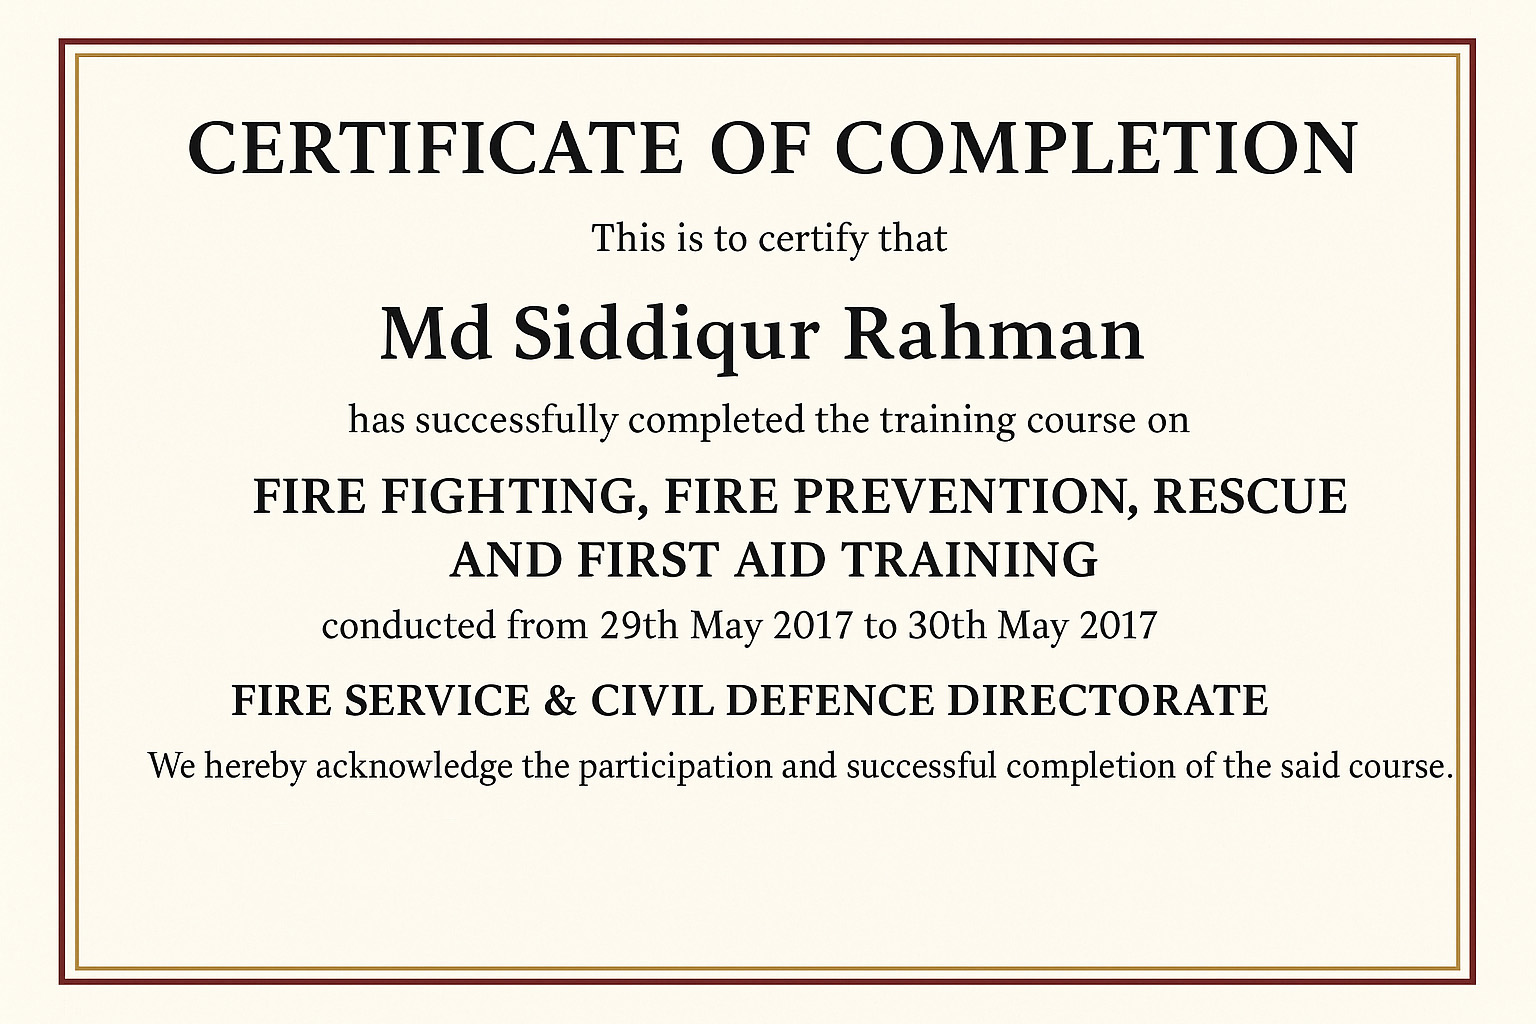 CERTIFICATE OF COMPLETION
This is to certify that
Md Siddiqur Rahman
has successfully completed the training course on
FIRE FIGHTING, FIRE PREVENTION, RESCUE
AND FIRST AID TRAINING
conducted from 29th May 2017 to 30th May 2017
FIRE SERVICE & CIVIL DEFENCE DIRECTORATE
We hereby acknowledge the participation and successful completion of the said course.